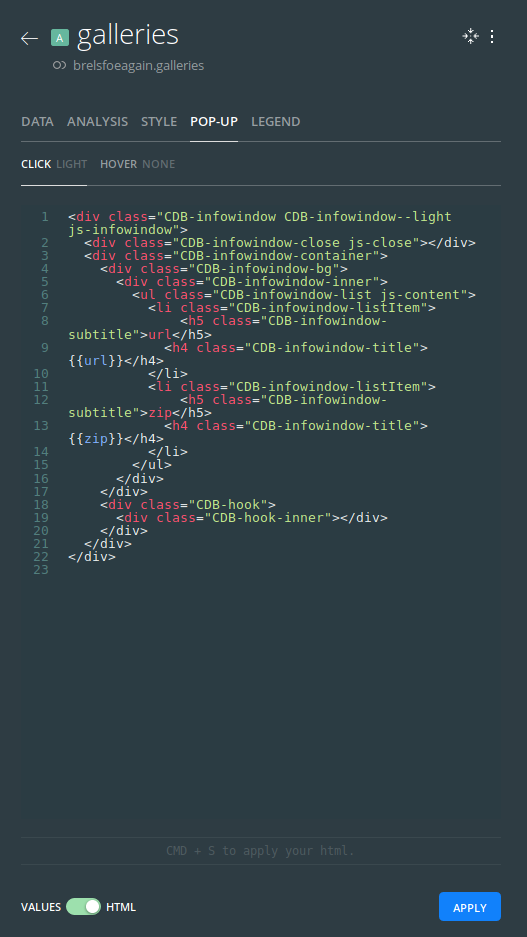 A galleries
brelsfoeagain.galleries
DATA ANALYSIS STYLE POP-UP LEGEND
CLICK LIGHT HOVER NONE
1 <div class="CDB-infowindow CDB-infowindow--light
js-infowindow">
2 <div class="CDB-infowindow-close js-close"></div>
3 <div class="CDB-infowindow-container">
4 <div class="CDB-infowindow-bg">
5 <div class="CDB-infowindow-inner">
6 <ul class="CDB-infowindow-list js-content">
7 <li class="CDB-infowindow-listItem">
8 <h5 class="CDB-infowindow-
subtitle">url</h5>
9 <h4 class="CDB-infowindow-title">
{{url}}</h4>
10 </li>
11 <li class="CDB-infowindow-listItem">
12 <h5 class="CDB-infowindow-
subtitle">zip</h5>
13 <h4 class="CDB-infowindow-title">
{{zip}}</h4>
14 </li>
15 </ul>
16 </div>
17 </div>
18 <div class="CDB-hook">
19 <div class="CDB-hook-inner"></div>
20 </div>
21 </div>
22 </div>
23
CMD + S to apply your html.
VALUES HTML APPLY